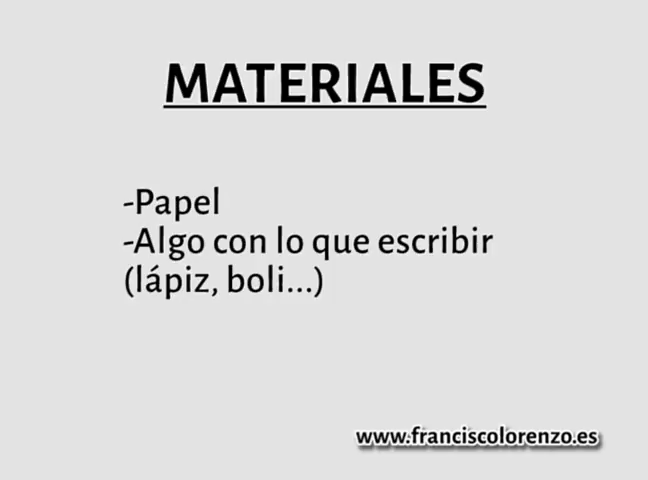 MATERIALES
-Papel
-Algo con lo que escribir
(lápiz, boli...)
www.franciscolorenzo.es